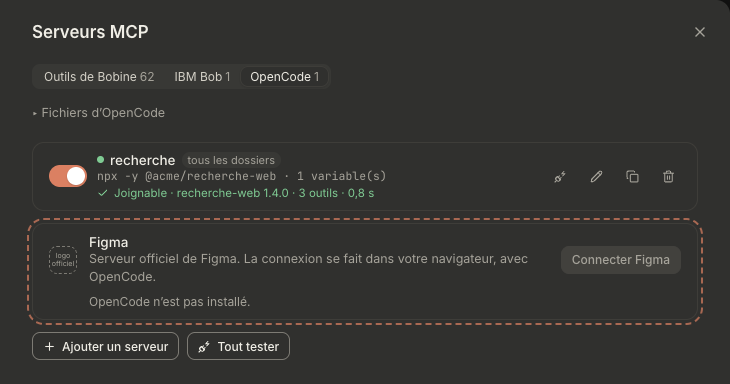 Serveurs MCP
Outils de Bobine 62 IBM Bob 1 OpenCode 1
Fichiers d’OpenCode
recherche tous les dossiers
npx -y @acme/recherche-web · 1 variable(s)
Joignable · recherche-web 1.4.0 · 3 outils · 0,8 s
logo
officiel
Figma
Serveur officiel de Figma. La connexion se fait dans votre navigateur, avec
OpenCode.
Connecter Figma
OpenCode n’est pas installé.
Ajouter un serveur Tout tester